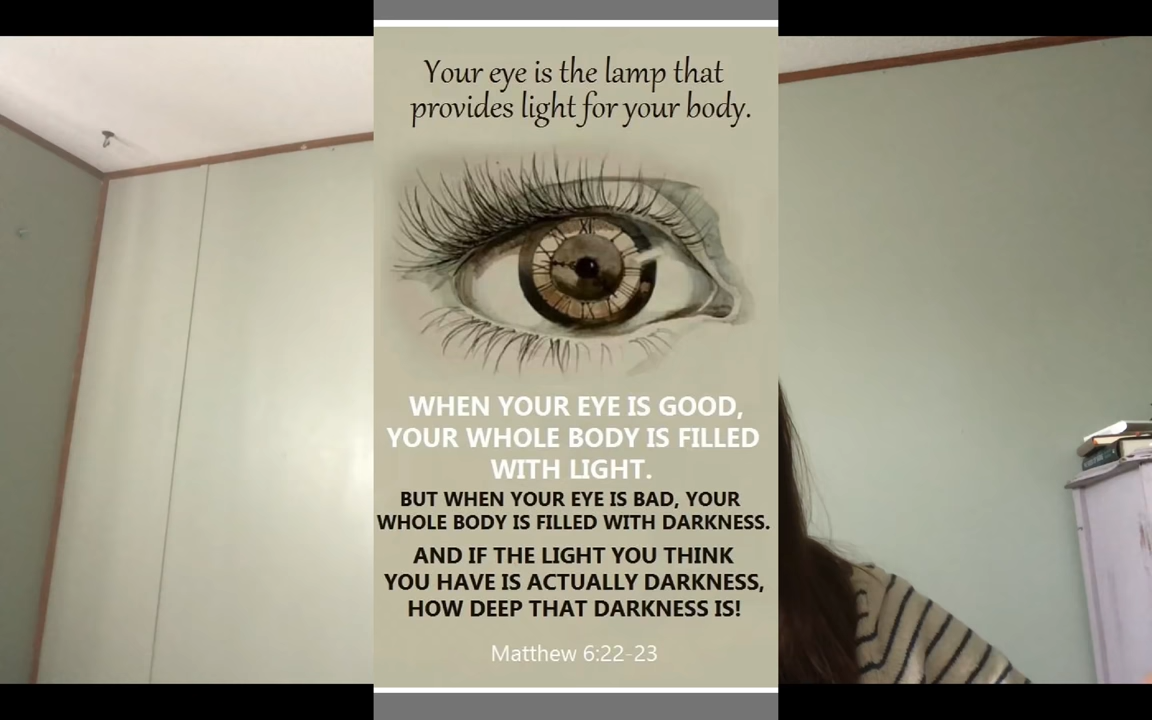 Your eye is the lamp that
provides light for your body.
WHEN YOUR EYE IS GOOD,
YOUR WHOLE BODY IS FILLED
WITH LIGHT.
BUT WHEN YOUR EYE IS BAD, YOUR
WHOLE BODY IS FILLED WITH DARKNESS.
AND IF THE LIGHT YOU THINK
YOU HAVE IS ACTUALLY DARKNESS,
HOW DEEP THAT DARKNESS IS!
Matthew 6:22-23